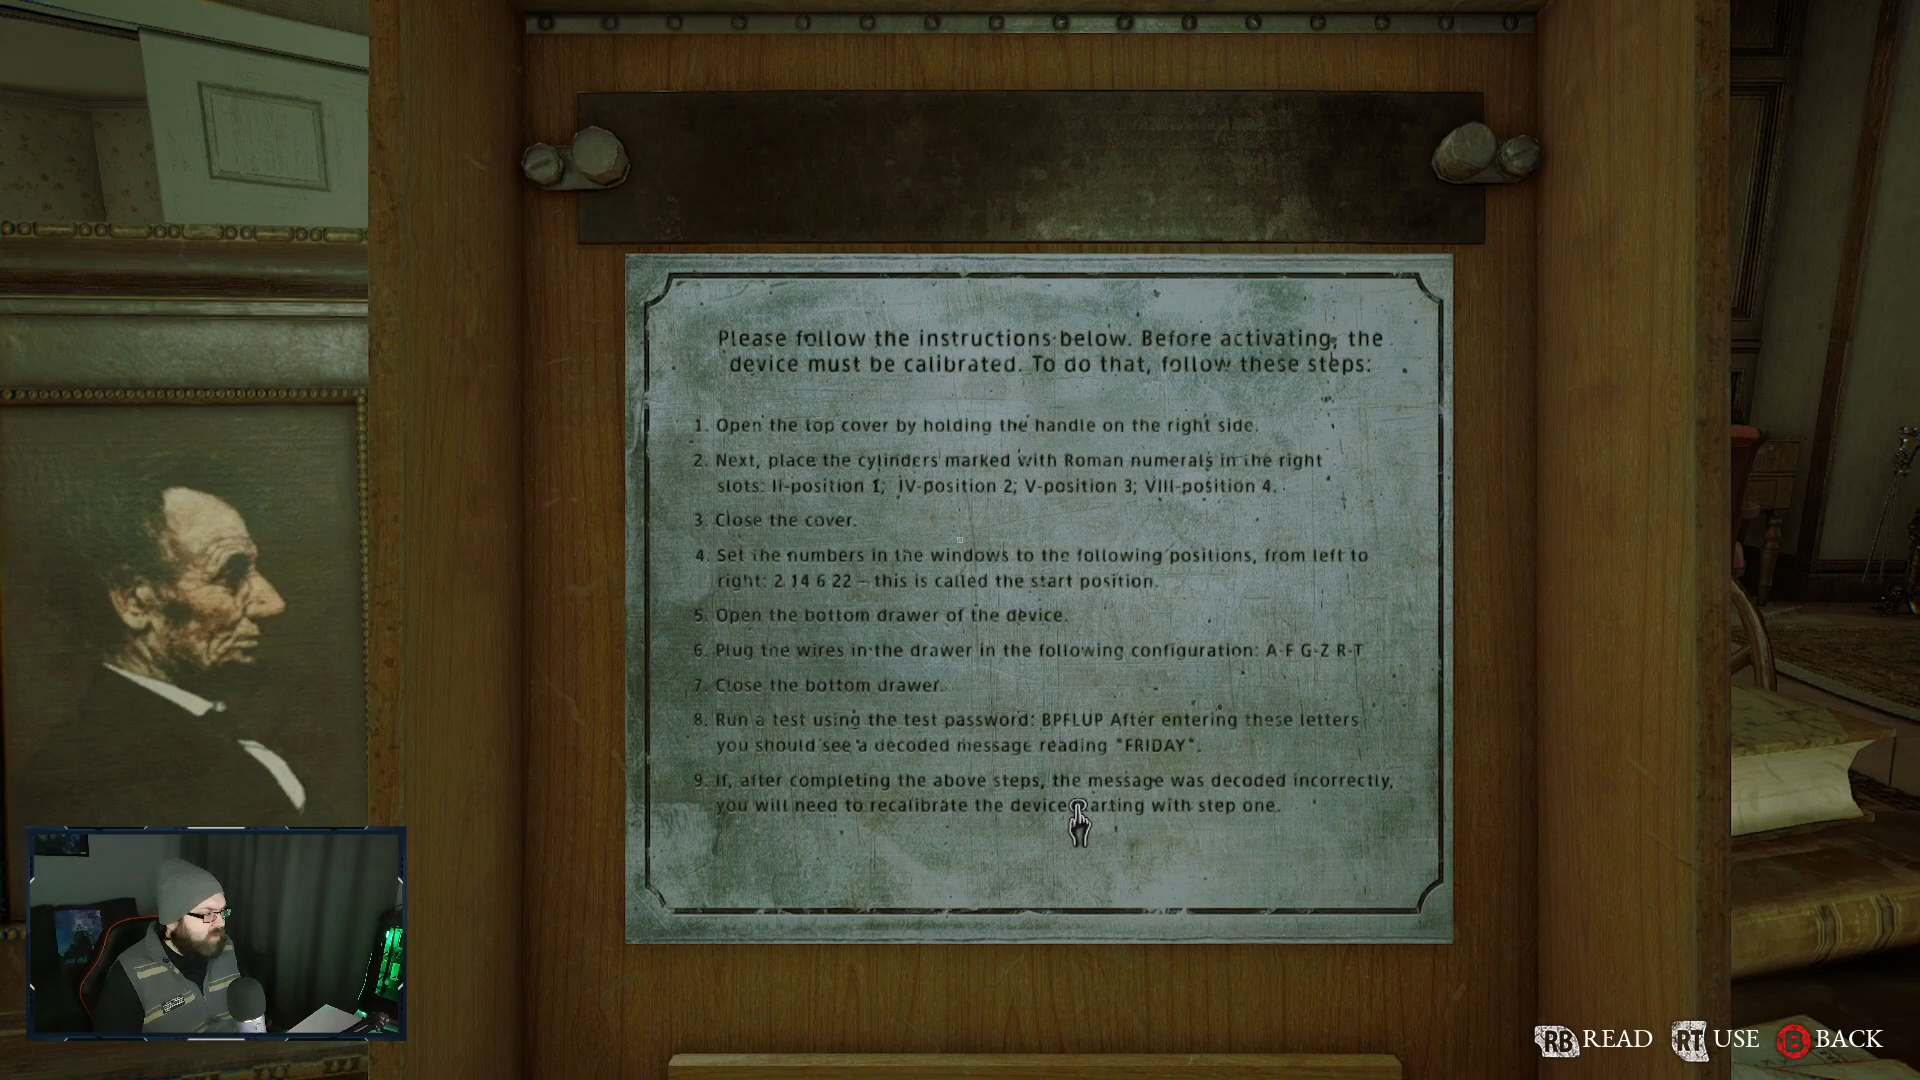 Please follow the instructions below. Before activating, the
device must be calibrated. To do that, follow these steps:
1. Open the top cover by holding the handle on the right side.
2. Next, place the cylinders marked with Roman numerals in the right
slots: II-position 1; IV-position 2; V-position 3; VIII-position 4.
3. Close the cover.
4. Set the numbers in the windows to the following positions, from left to
right: 2 14 6 22 – this is called the start position.
5. Open the bottom drawer of the device.
6. Plug the wires in the drawer in the following configuration: A-F G-Z R-T
7. Close the bottom drawer.
8. Run a test using the test password: BPFLUP After entering these letters
you should see a decoded message reading "FRIDAY".
9. If, after completing the above steps, the message was decoded incorrectly,
you will need to recalibrate the device starting with step one.
RB READ RT USE B BACK